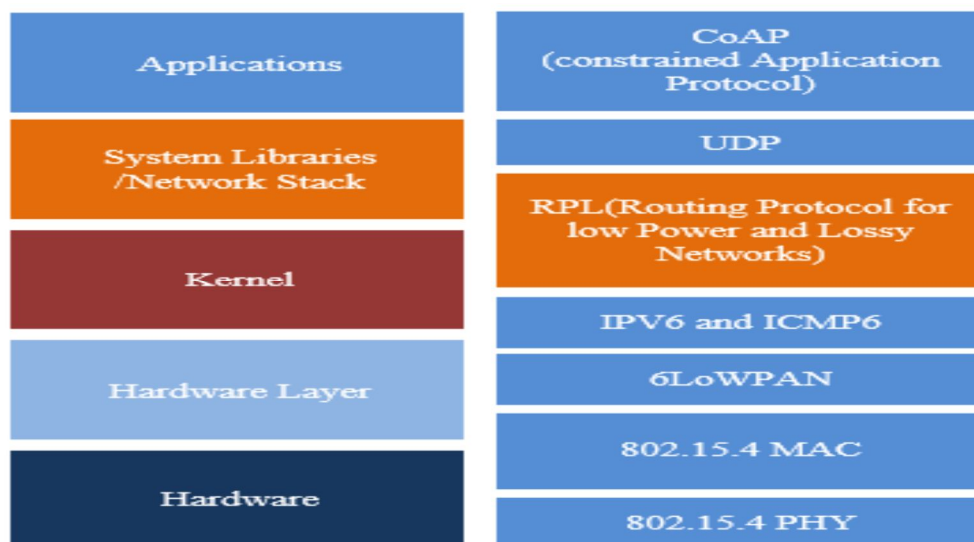 Applications
System Libraries
/Network Stack
Kernel
Hardware Layer
Hardware
CoAP
(constrained Application
Protocol)
UDP
RPL(Routing Protocol for
low Power and Lossy
Networks)
IPV6 and ICMP6
6LoWPAN
802.15.4 MAC
802.15.4 PHY